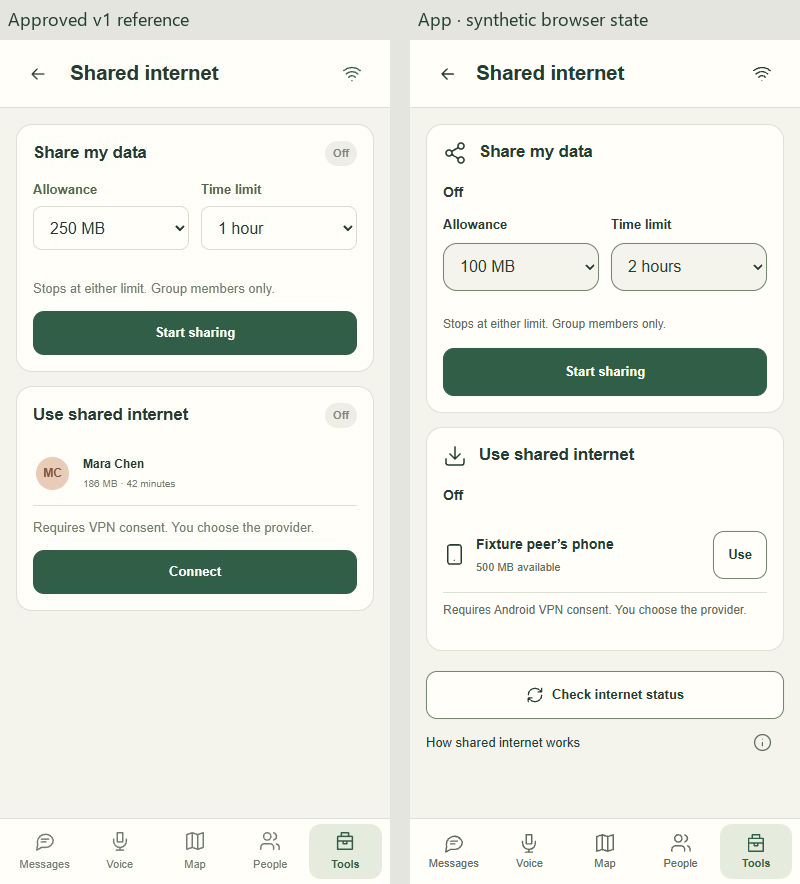 Approved v1 reference
Shared internet
Share my data
Off
Allowance
Time limit
250 MB
1 hour
Stops at either limit. Group members only.
Start sharing
Use shared internet
Off
MC
Mara Chen
186 MB · 42 minutes
Requires VPN consent. You choose the provider.
Connect
Messages
Voice
Map
People
Tools
App · synthetic browser state
Shared internet
Share my data
Off
Allowance
Time limit
100 MB
2 hours
Stops at either limit. Group members only.
Start sharing
Use shared internet
Off
Fixture peer’s phone
500 MB available
Use
Requires Android VPN consent. You choose the provider.
Check internet status
How shared internet works
Messages
Voice
Map
People
Tools